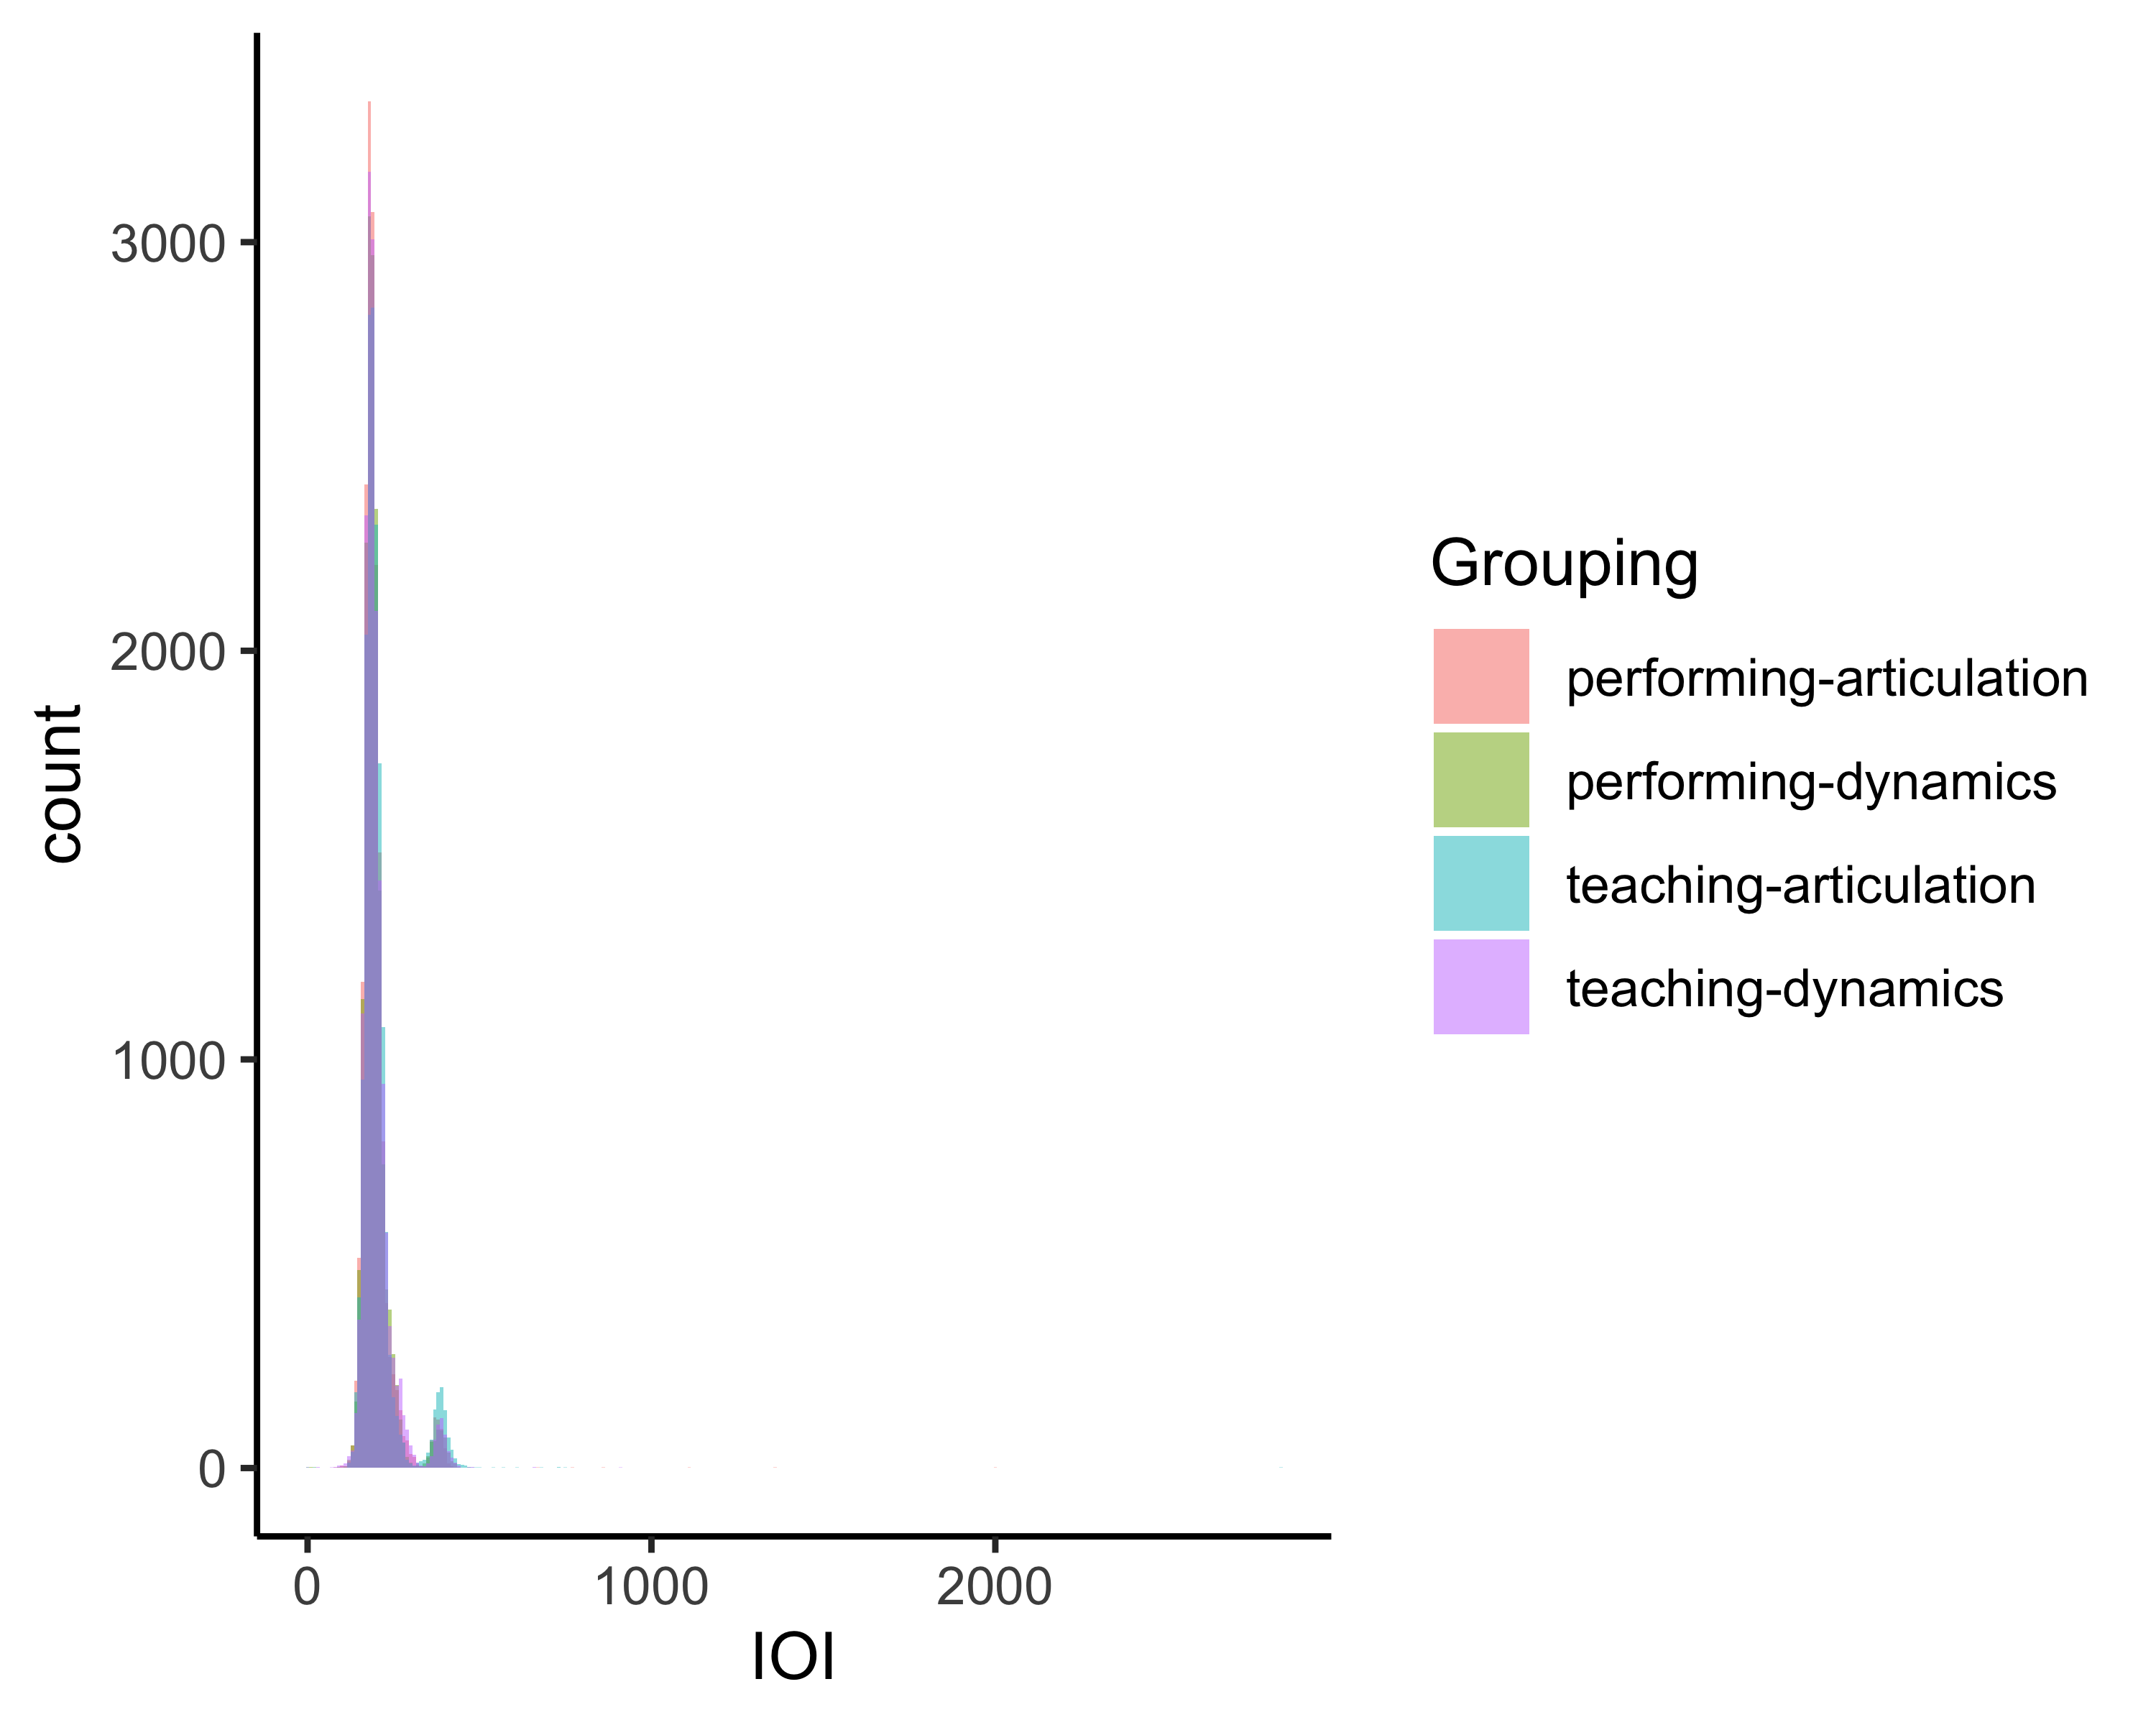 3000
2000
1000
0
count
0 1000 2000
IOI
Grouping
performing-articulation
performing-dynamics
teaching-articulation
teaching-dynamics